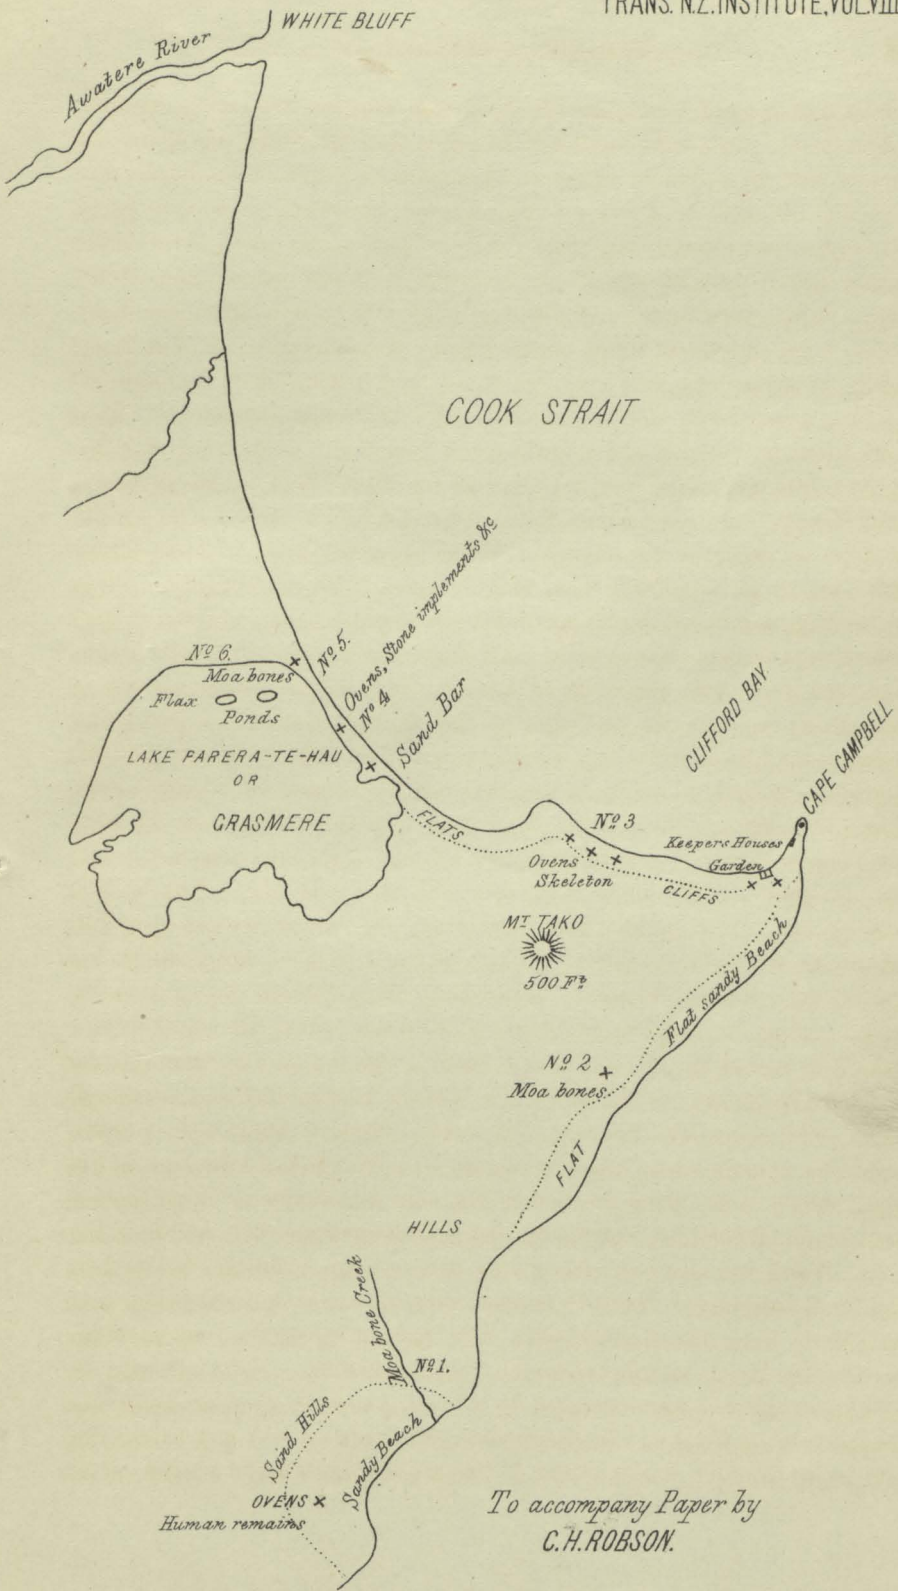 TRANS. N.Z. INSTITUTE, VOL. VIII
WHITE BLUFF
Awatere River
COOK STRAIT
Ovens, Stone implements &c
No 5.
No 4
No 6.
Moa bones
Flax
Ponds
Sand Bar
LAKE PARERA-TE-HAU
OR
GRASMERE
CLIFFORD BAY
CAPE CAMPBELL
FLATS
No 3
Keepers Houses
Garden
Ovens
Skeleton
CLIFFS
MT TAKO
500 Ft
Flat sandy Beach
No 2
Moa bones
FLAT
HILLS
Moa bone Creek
No 1.
Sand Hills
Sandy Beach
OVENS
Human remains
To accompany Paper by
C.H. ROBSON.